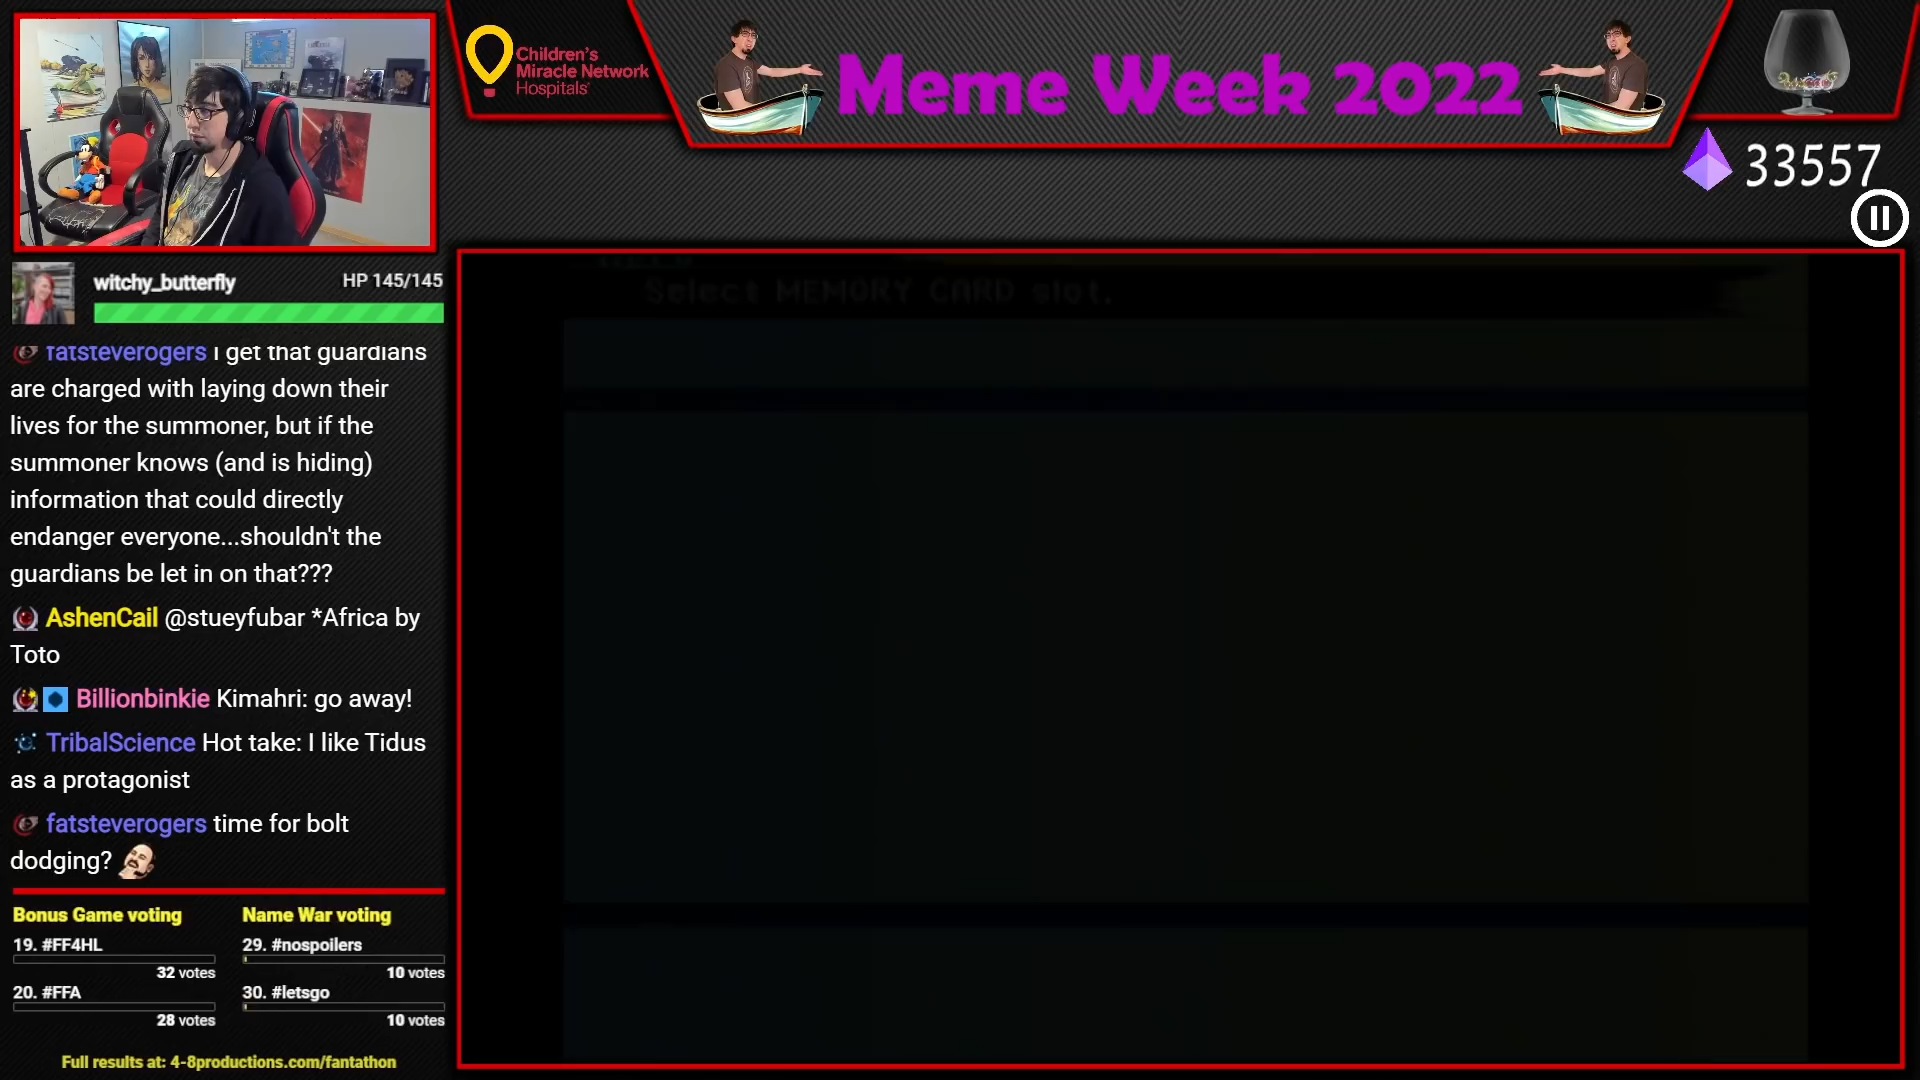 Children's
Miracle Network
Hospitals
Meme Week 2022
33557
witchy_butterfly HP 145/145
fatsteverogers I get that guardians
are charged with laying down their
lives for the summoner, but if the
summoner knows (and is hiding)
information that could directly
endanger everyone...shouldn't the
guardians be let in on that???
AshenCail @stueyfubar *Africa by
Toto
Billionbinkie Kimahri: go away!
TribalScience Hot take: I like Tidus
as a protagonist
fatsteverogers time for bolt
dodging?
Bonus Game voting
19. #FF4HL
32 votes
20. #FFA
28 votes
Name War voting
29. #nospoilers
10 votes
30. #letsgo
10 votes
Full results at: 4-8productions.com/fantathon
Select MEMORY CARD slot.